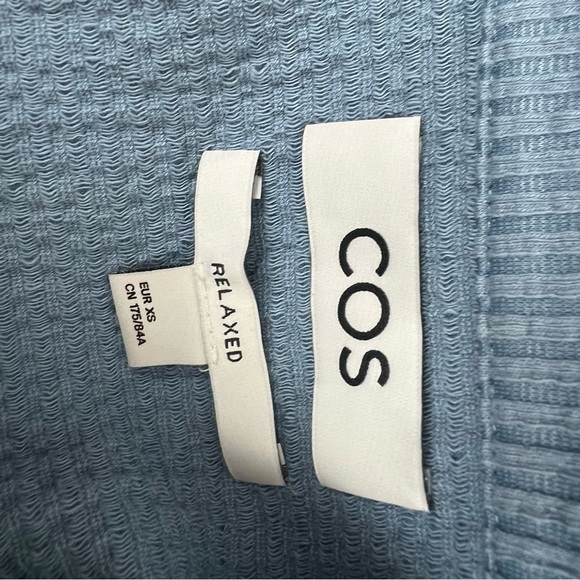 COS
RELAXED
EUR XS
CN 175/84A